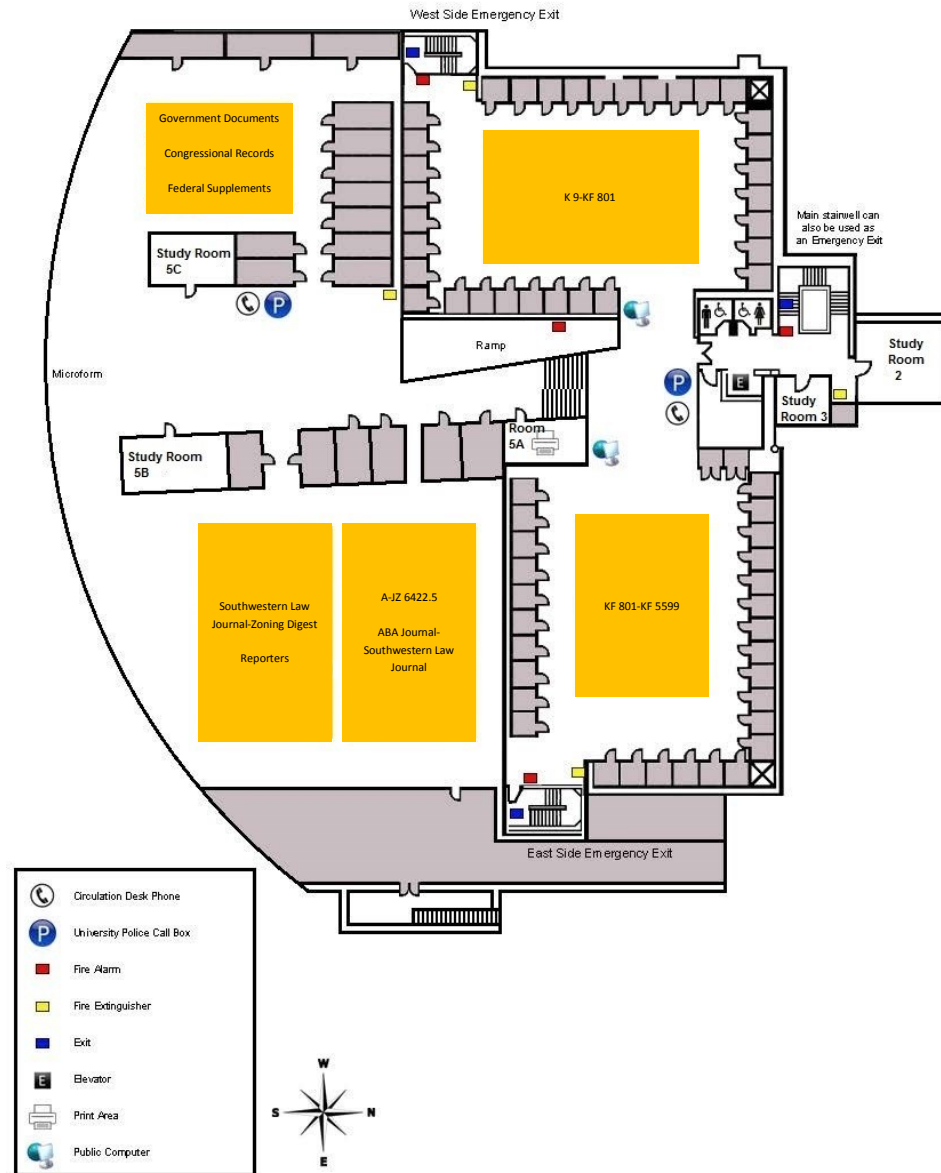 West Side Emergency Exit
Government Documents
Congressional Records
Federal Supplements
K 9-KF 801
Main stairwell can
also be used as
an Emergency Exit
Study Room
5C
P
Ramp
Study
Room
2
Microform
P
E
Study
Room 3
Room
5A
Study Room
5B
Southwestern Law
Journal-Zoning Digest
Reporters
A-JZ 6422.5
ABA Journal-
Southwestern Law
Journal
KF 801-KF 5599
East Side Emergency Exit
Circulation Desk Phone
P
University Police Call Box
Fire Alarm
Fire Extinguisher
Exit
E
Elevator
Print Area
Public Computer
W
S
N
E